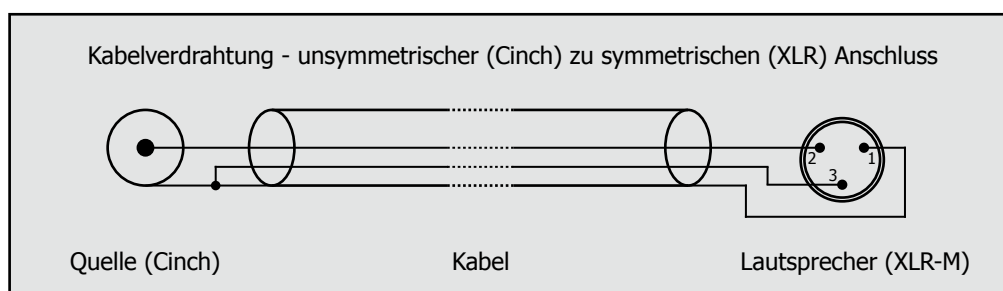 Kabelverdrahtung - unsymmetrischer (Cinch) zu symmetrischen (XLR) Anschluss
2 1
3
Quelle (Cinch) Kabel Lautsprecher (XLR-M)